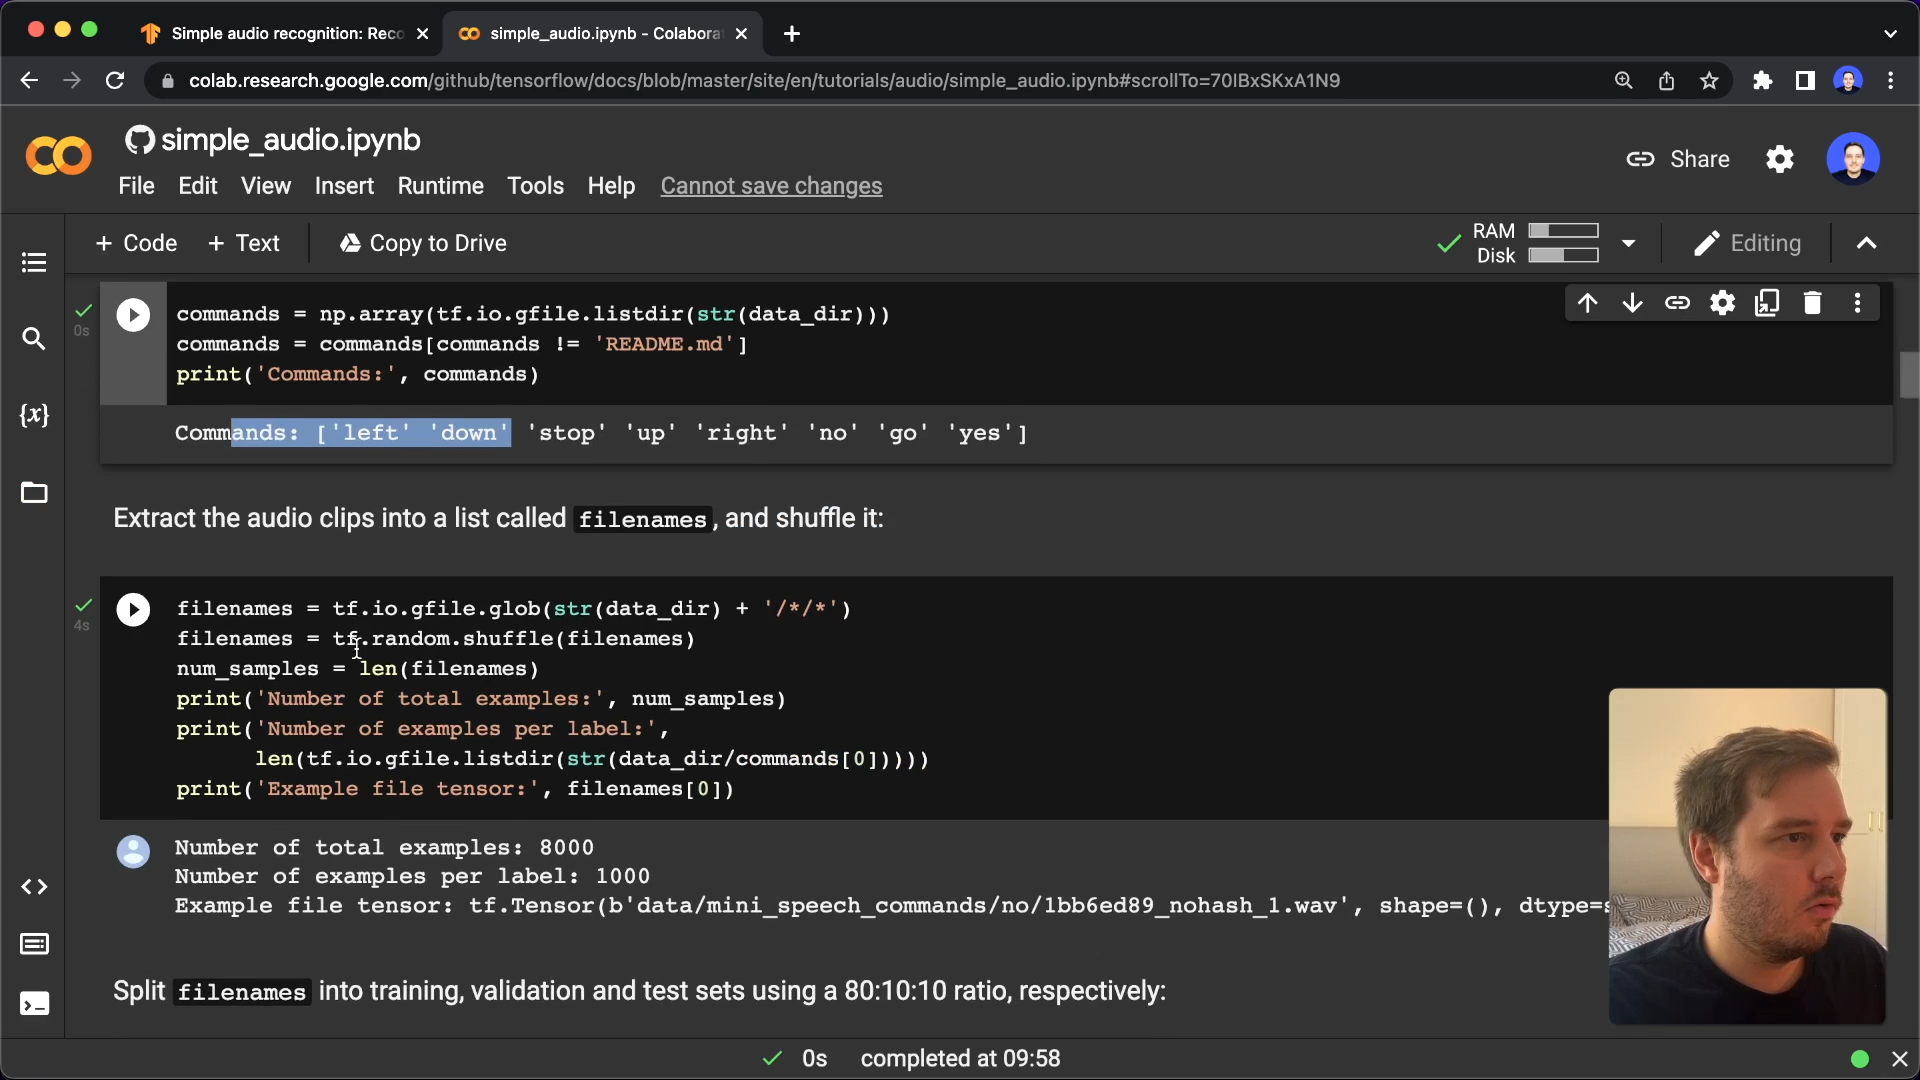 Simple audio recognition: Reco
simple_audio.ipynb - Colabora
colab.research.google.com/github/tensorflow/docs/blob/master/site/en/tutorials/audio/simple_audio.ipynb#scrollTo=70IBxSKxA1N9
simple_audio.ipynb
Share
File Edit View Insert Runtime Tools Help Cannot save changes
+ Code + Text Copy to Drive
RAM
Disk
Editing
0s
commands = np.array(tf.io.gfile.listdir(str(data_dir)))
commands = commands[commands != 'README.md']
print('Commands:', commands)
Commands: ['left' 'down' 'stop' 'up' 'right' 'no' 'go' 'yes']
Extract the audio clips into a list called filenames, and shuffle it:
4s
filenames = tf.io.gfile.glob(str(data_dir) + '/*/*')
filenames = tf.random.shuffle(filenames)
num_samples = len(filenames)
print('Number of total examples:', num_samples)
print('Number of examples per label:',
len(tf.io.gfile.listdir(str(data_dir/commands[0]))))
print('Example file tensor:', filenames[0])
Number of total examples: 8000
Number of examples per label: 1000
Example file tensor: tf.Tensor(b'data/mini_speech_commands/no/1bb6ed89_nohash_1.wav', shape=(), dtype=s
Split filenames into training, validation and test sets using a 80:10:10 ratio, respectively:
0s completed at 09:58